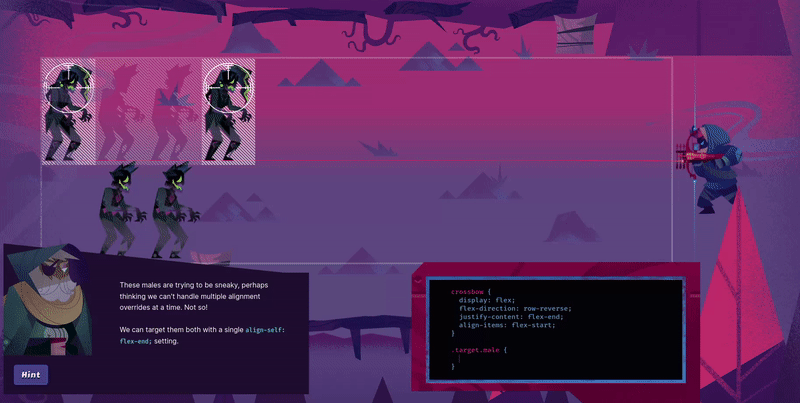 These males are trying to be sneaky, perhaps
thinking we can't handle multiple alignment
overrides at a time. Not so!
We can target them both with a single align-self:
flex-end; setting.
Hint
crossbow {
display: flex;
flex-direction: row-reverse;
justify-content: flex-end;
align-items: flex-start;
}
.target.male {
}